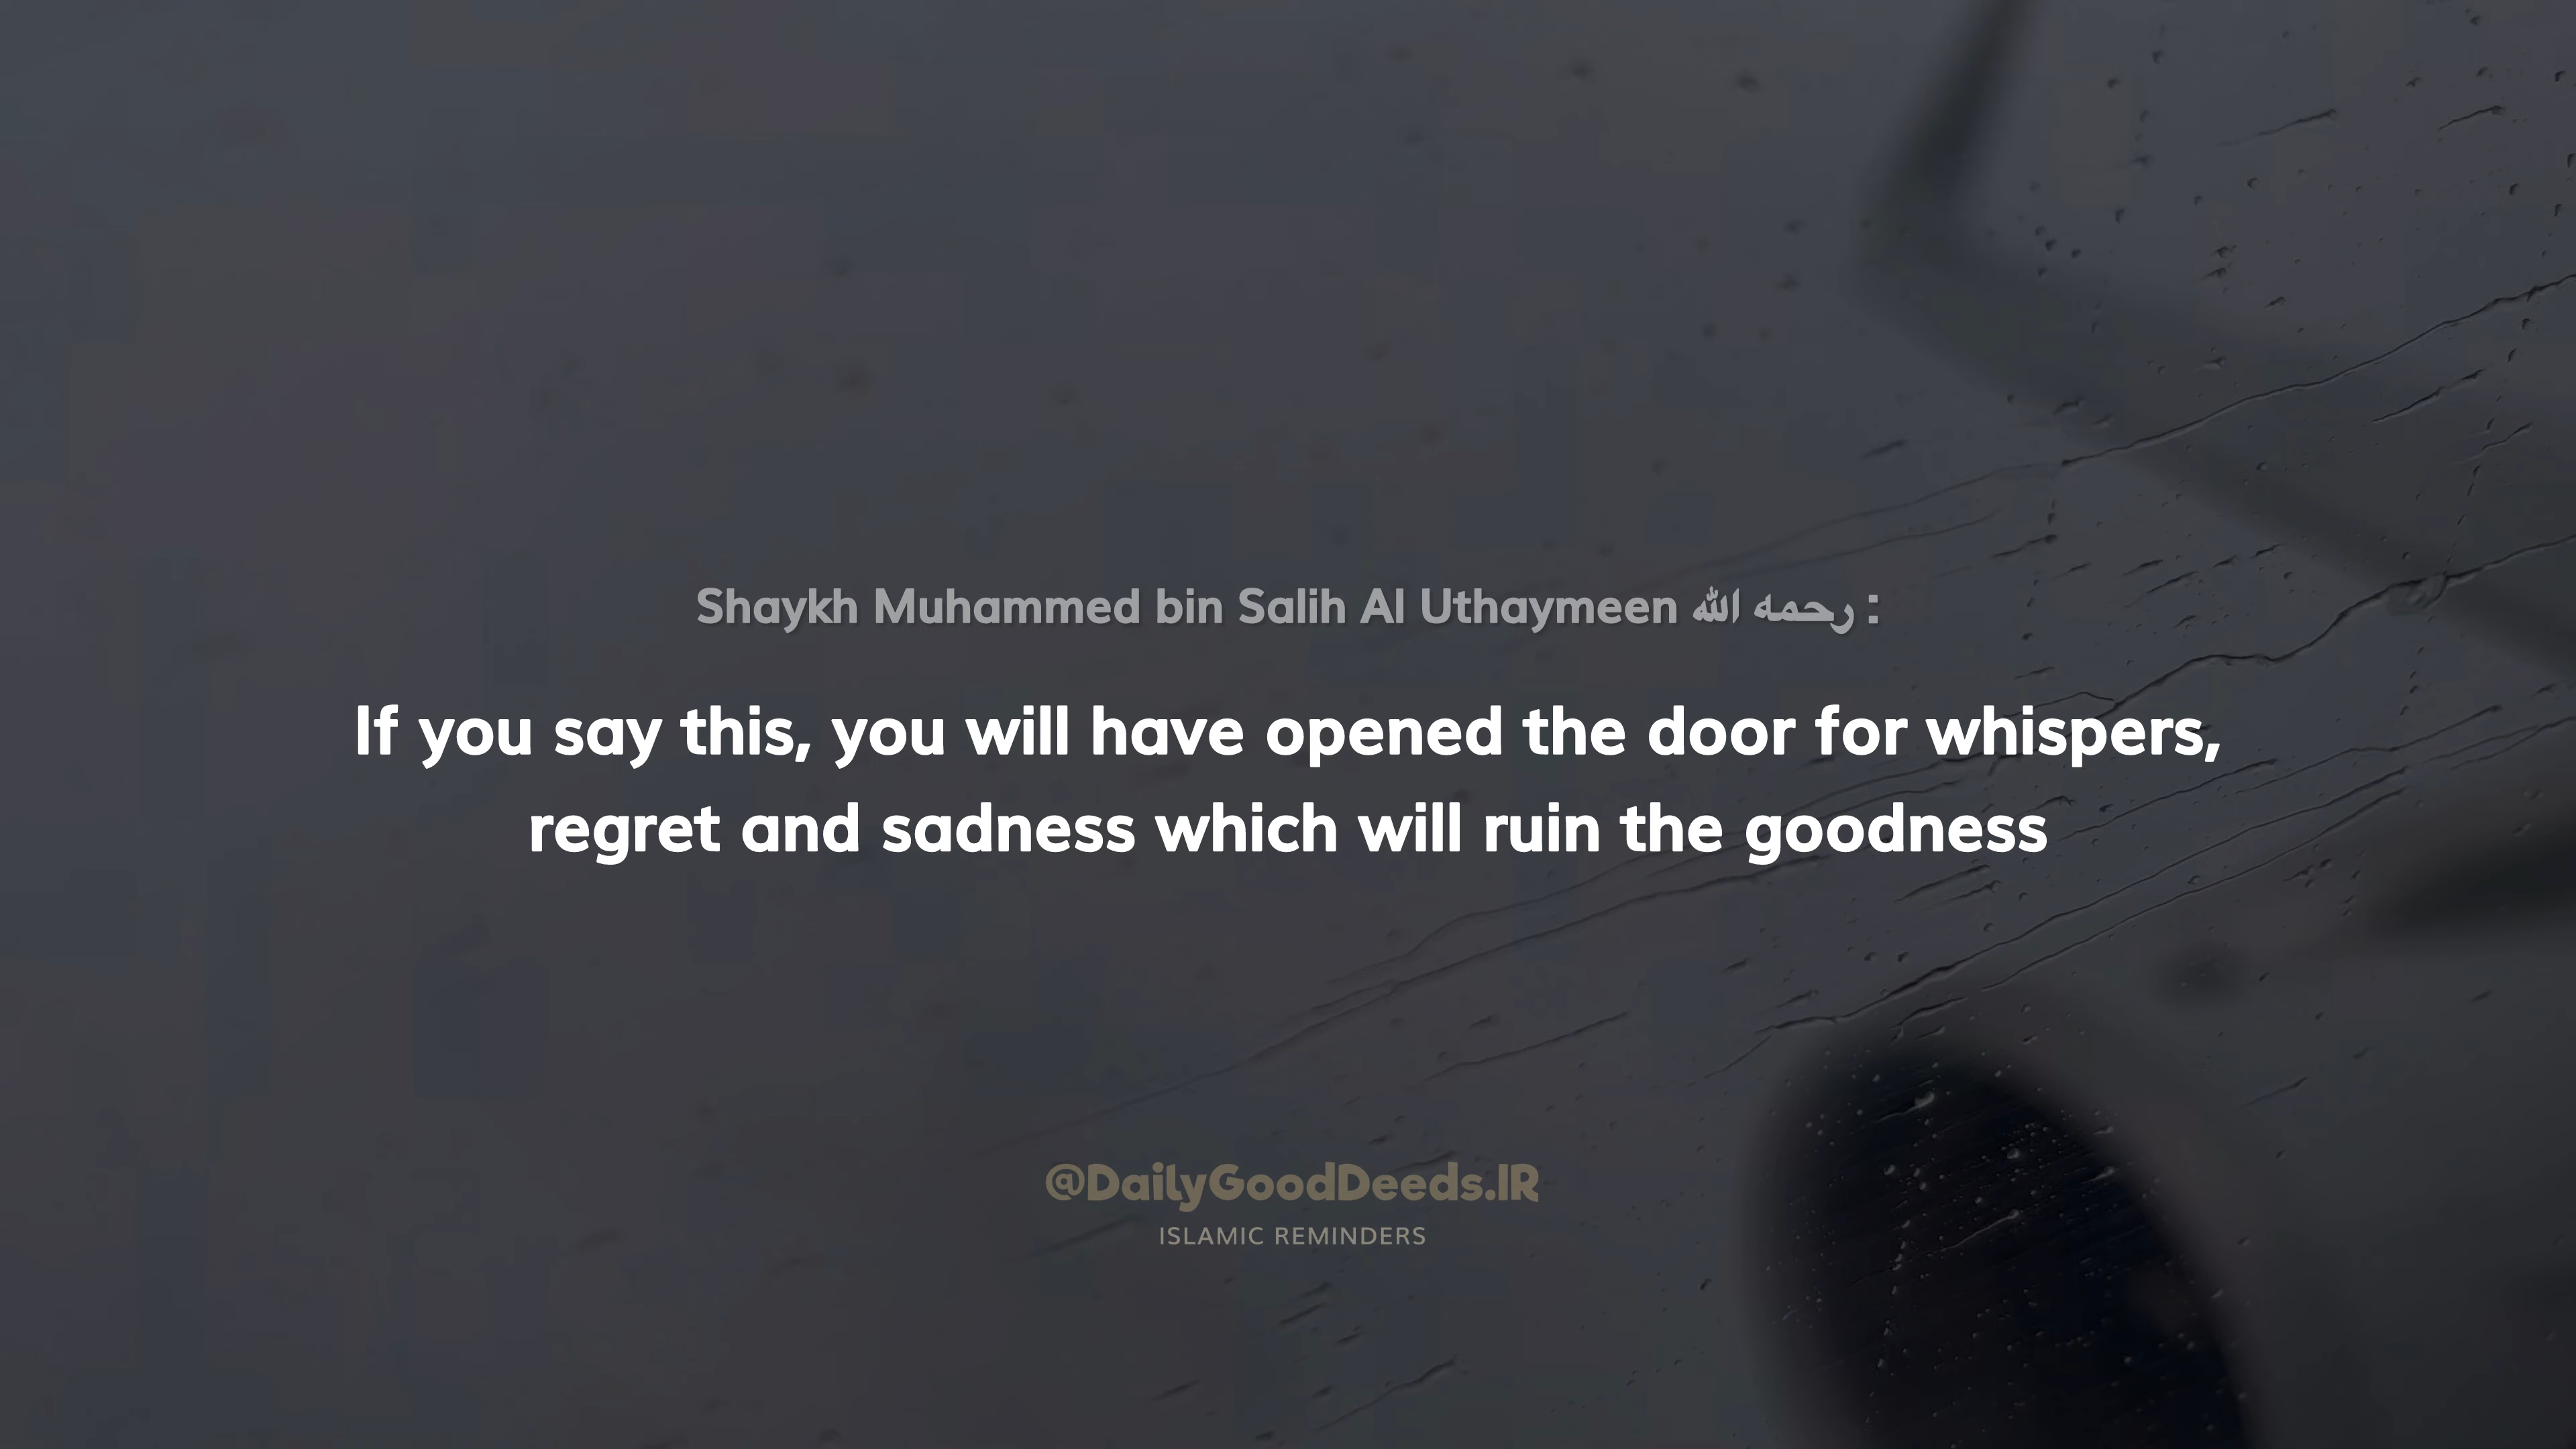 Shaykh Muhammed bin Salih Al Uthaymeen رحمه الله :
If you say this, you will have opened the door for whispers,
regret and sadness which will ruin the goodness
@DailyGoodDeeds.IR
ISLAMIC REMINDERS